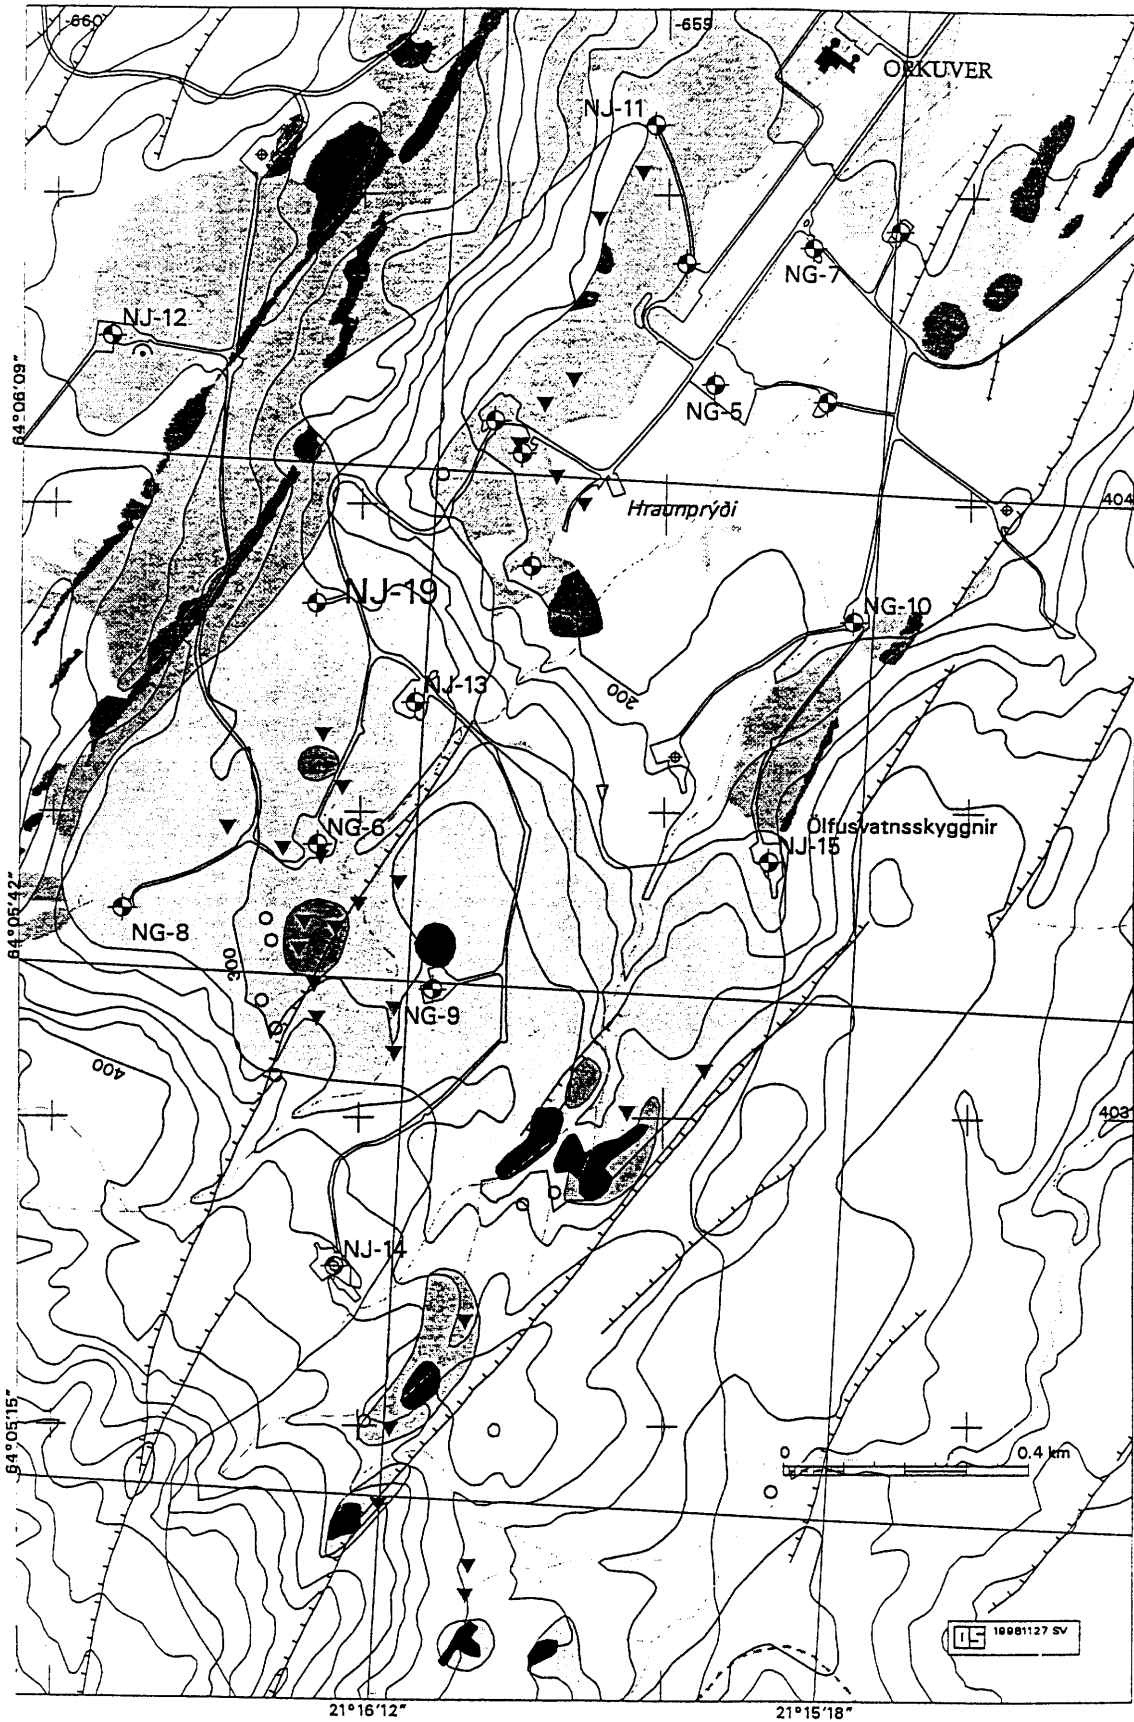 -660
-659
ORKUVER
NJ-11
NG-7
NJ-12
64°06'09"
NG-5
Hraunprýði
404
NJ-19
NG-10
200
NJ-13
NG-6
Ölfusvatnsskyggnir
NJ-15
64°05'42"
NG-8
300
NG-9
400
403
NJ-14
64°05'15"
0 0.4 km
OS 19981127 SV
21°16'12" 21°15'18"